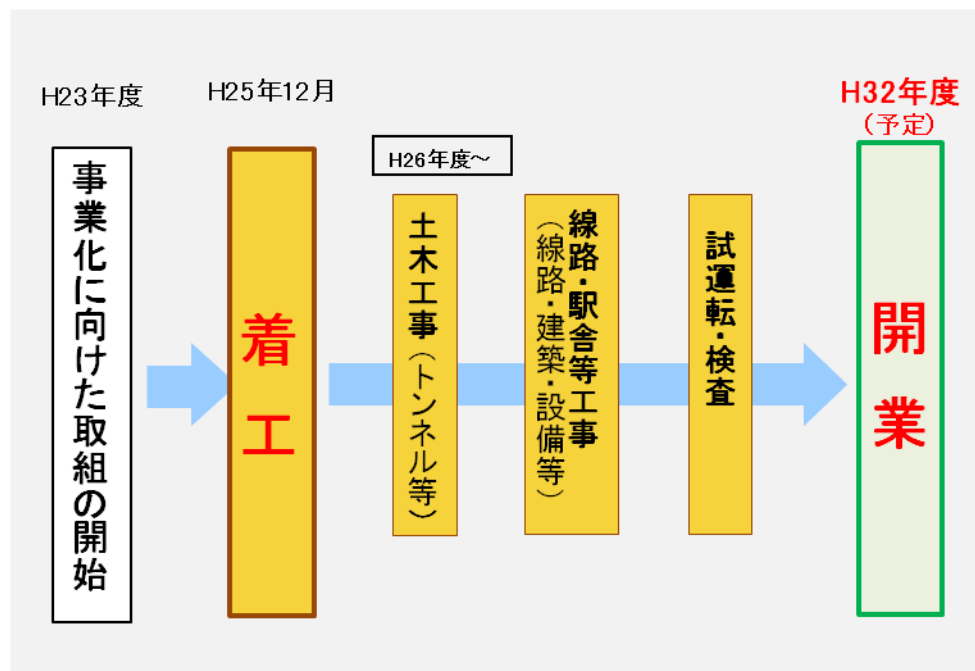 H23年度
事業化に向けた取組の開始
H25年12月
着工
H26年度～
土木工事（トンネル等）
線路・駅舎等工事
（線路・建築・設備等）
試運転・検査
H32年度
（予定）
開業